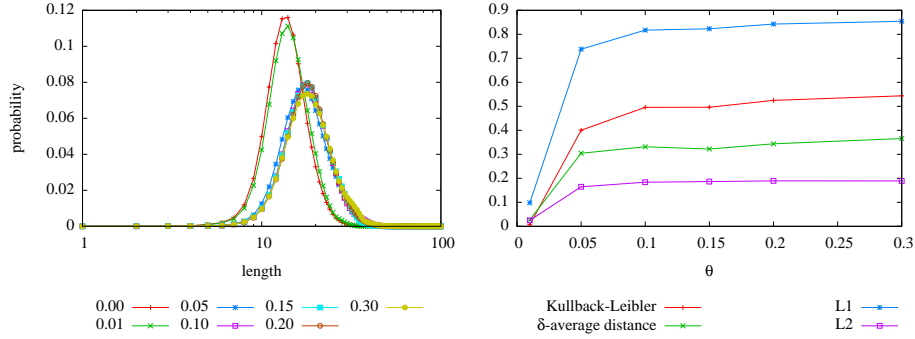 0.12
0.1
0.08
0.06
0.04
0.02
0
probability
1 10 100
length
0.00 0.05 0.15 0.30
0.01 0.10 0.20
0.9
0.8
0.7
0.6
0.5
0.4
0.3
0.2
0.1
0
0 0.05 0.1 0.15 0.2 0.25 0.3
θ
Kullback-Leibler L1
δ-average distance L2